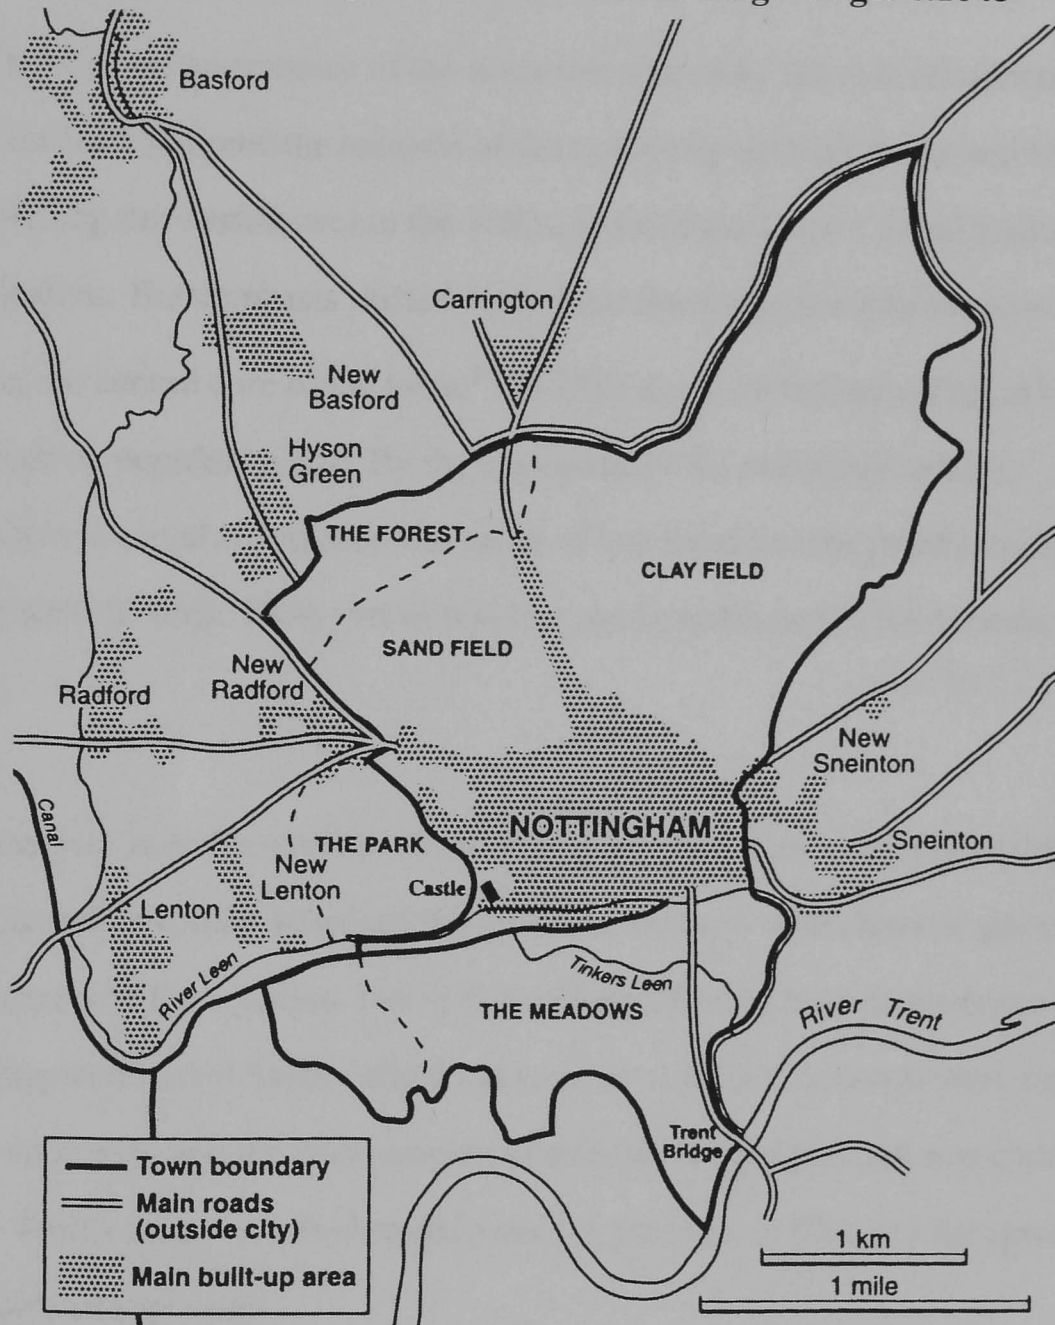 Basford
Carrington
New
Basford
Hyson
Green
THE FOREST
CLAY FIELD
SAND FIELD
New
Radford
Radford
New
Sneinton
Canal
NOTTINGHAM
THE PARK
Sneinton
New
Lenton
Castle
Lenton
River Leen
Tinkers Leen
THE MEADOWS
River Trent
Trent
Bridge
Town boundary
Main roads
(outside city)
Main built-up area
1 km
1 mile